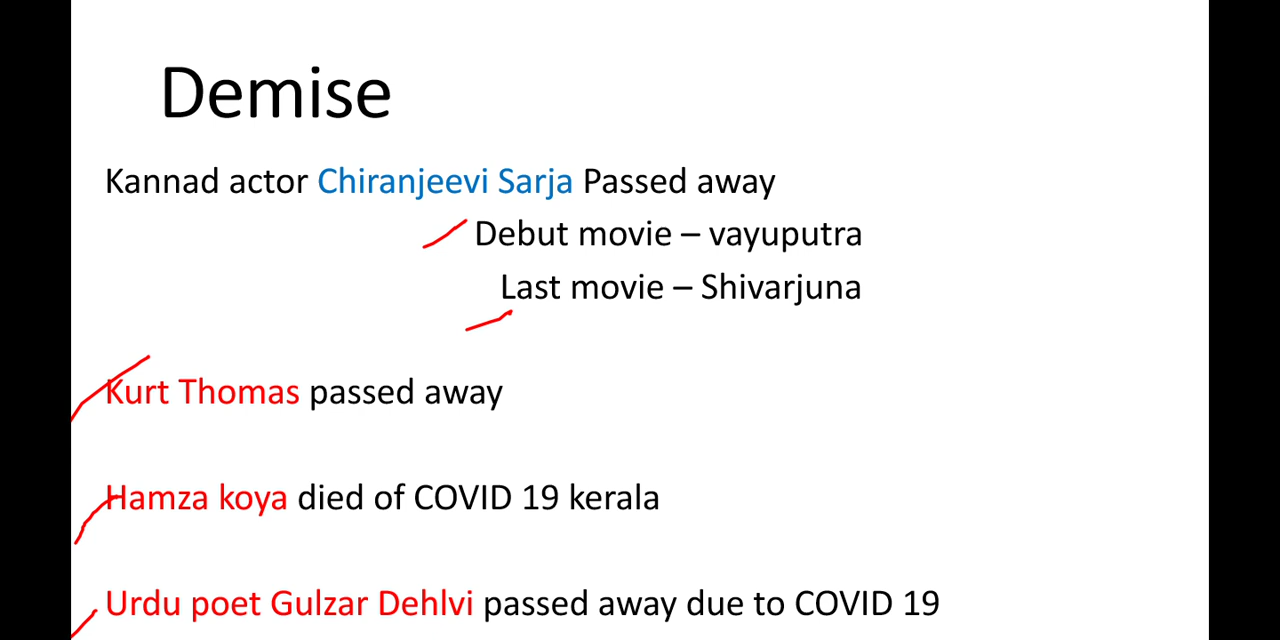 Demise
Kannad actor Chiranjeevi Sarja Passed away
Debut movie – vayuputra
Last movie – Shivarjuna
Kurt Thomas passed away
Hamza koya died of COVID 19 kerala
Urdu poet Gulzar Dehlvi passed away due to COVID 19